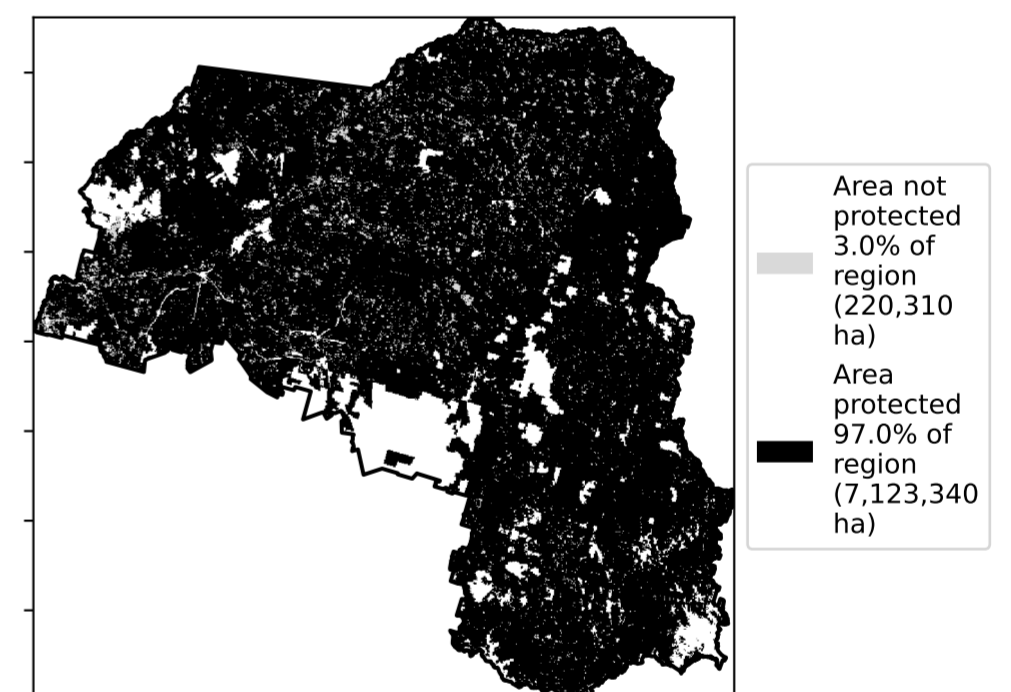 Area not
protected
3.0% of
region
(220,310
ha)
Area
protected
97.0% of
region
(7,123,340
ha)